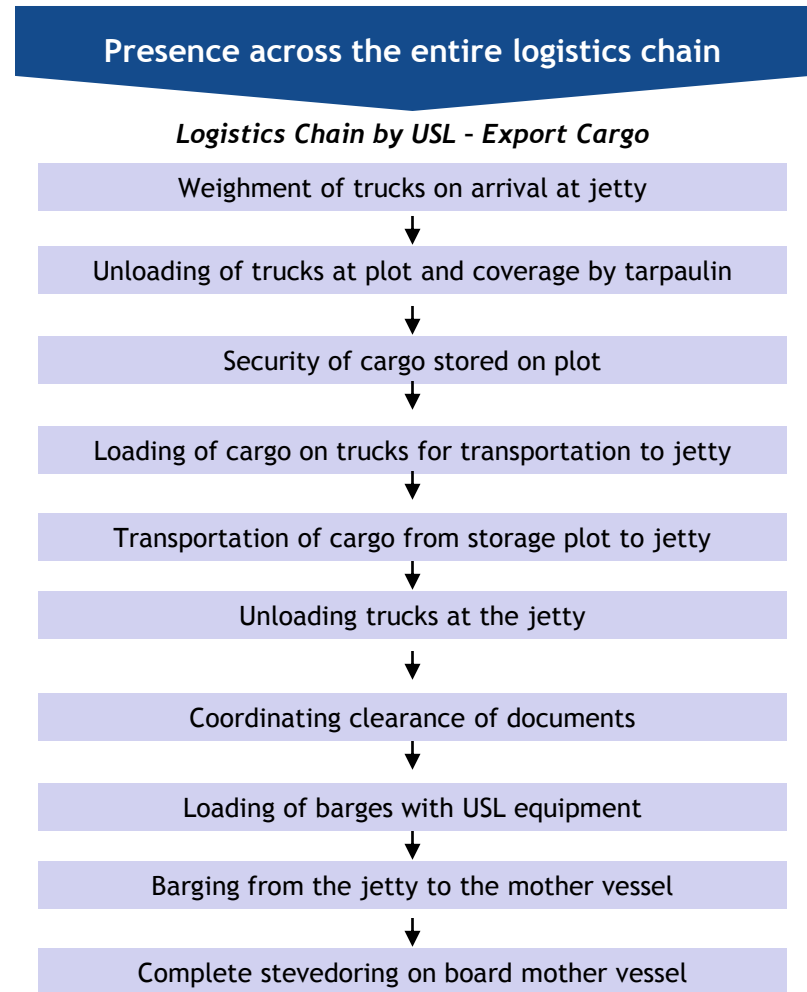 Presence across the entire logistics chain
Logistics Chain by USL – Export Cargo
Weighment of trucks on arrival at jetty
Unloading of trucks at plot and coverage by tarpaulin
Security of cargo stored on plot
Loading of cargo on trucks for transportation to jetty
Transportation of cargo from storage plot to jetty
Unloading trucks at the jetty
Coordinating clearance of documents
Loading of barges with USL equipment
Barging from the jetty to the mother vessel
Complete stevedoring on board mother vessel